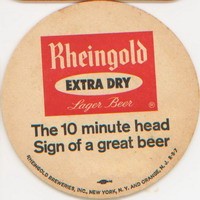 Rheingold
EXTRA DRY
Lager Beer
®
The 10 minute head
Sign of a great beer
RHEINGOLD BREWERIES, INC., NEW YORK, N. Y. AND ORANGE, N. J.